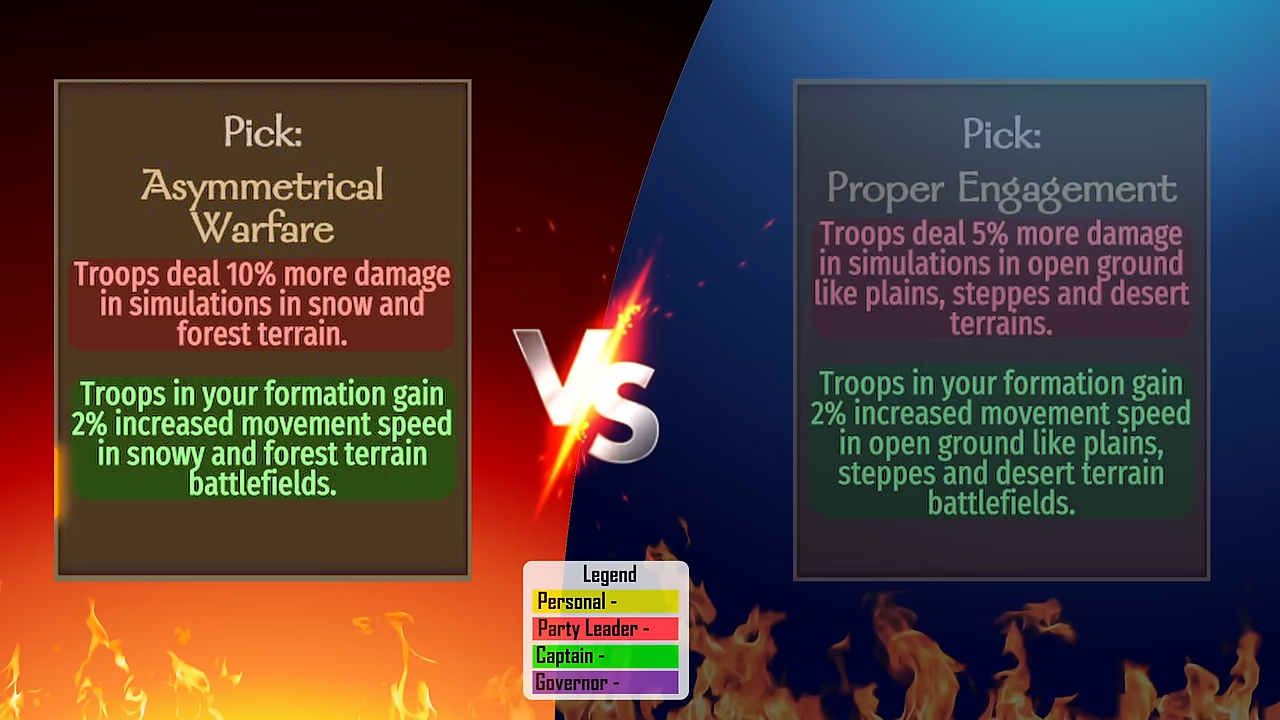 Pick:
Asymmetrical
Warfare
Troops deal 10% more damage
in simulations in snow and
forest terrain.
Troops in your formation gain
2% increased movement speed
in snowy and forest terrain
battlefields.
VS
Pick:
Proper Engagement
Troops deal 5% more damage
in simulations in open ground
like plains, steppes and desert
terrains.
Troops in your formation gain
2% increased movement speed
in open ground like plains,
steppes and desert terrain
battlefields.
Legend
Personal -
Party Leader -
Captain -
Governor -